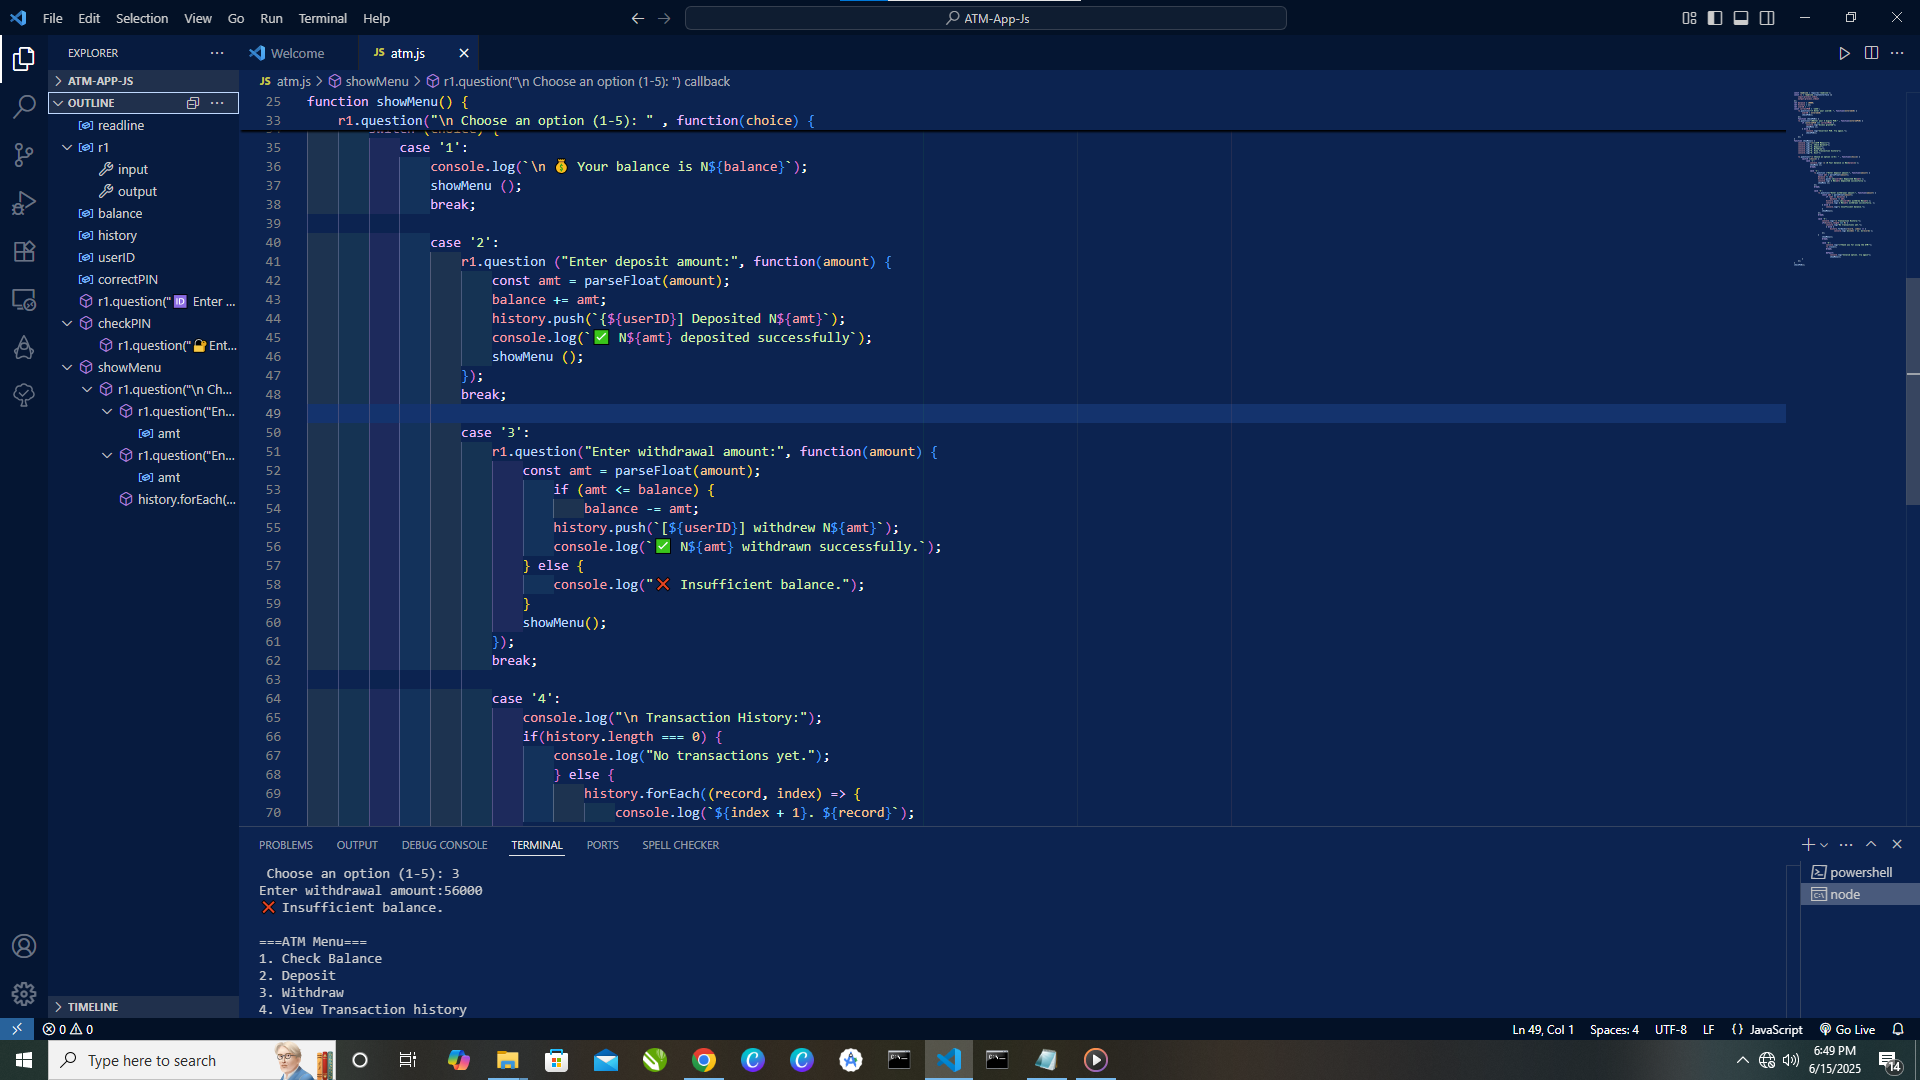 File Edit Selection View Go Run Terminal Help
ATM-App-Js
EXPLORER
ATM-APP-JS
OUTLINE
readline
r1
input
output
balance
history
userID
correctPIN
r1.question("🆔 Enter ...
checkPIN
r1.question("🔐 Ent...
showMenu
r1.question("\n Ch...
r1.question("En...
amt
r1.question("En...
amt
history.forEach(...
TIMELINE
Welcome
JS atm.js
JS atm.js > showMenu > r1.question("\n Choose an option (1-5): ") callback
25 function showMenu() {
33 r1.question("\n Choose an option (1-5): " , function(choice) {
35 case '1':
36 console.log(`\n 💰 Your balance is N${balance}`);
37 showMenu ();
38 break;
39
40 case '2':
41 r1.question ("Enter deposit amount:", function(amount) {
42 const amt = parseFloat(amount);
43 balance += amt;
44 history.push(`{${userID}] Deposited N${amt}`);
45 console.log(`✅ N${amt} deposited successfully`);
46 showMenu ();
47 });
48 break;
49
50 case '3':
51 r1.question("Enter withdrawal amount:", function(amount) {
52 const amt = parseFloat(amount);
53 if (amt <= balance) {
54 balance -= amt;
55 history.push(`[${userID}] withdrew N${amt}`);
56 console.log(`✅ N${amt} withdrawn successfully.`);
57 } else {
58 console.log("❌ Insufficient balance.");
59 }
60 showMenu();
61 });
62 break;
63
64 case '4':
65 console.log("\n Transaction History:");
66 if(history.length === 0) {
67 console.log("No transactions yet.");
68 } else {
69 history.forEach((record, index) => {
70 console.log(`${index + 1}. ${record}`);
PROBLEMS OUTPUT DEBUG CONSOLE TERMINAL PORTS SPELL CHECKER
Choose an option (1-5): 3
Enter withdrawal amount:56000
❌ Insufficient balance.
===ATM Menu===
1. Check Balance
2. Deposit
3. Withdraw
4. View Transaction history
powershell
node
0 0
Ln 49, Col 1 Spaces: 4 UTF-8 LF {} JavaScript Go Live
Type here to search
6:49 PM
6/15/2025
14